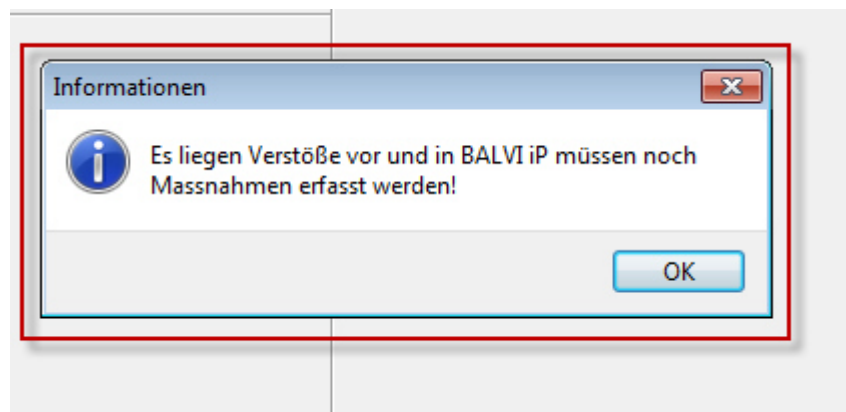 Informationen
Es liegen Verstöße vor und in BALVI iP müssen noch
Massnahmen erfasst werden!
OK